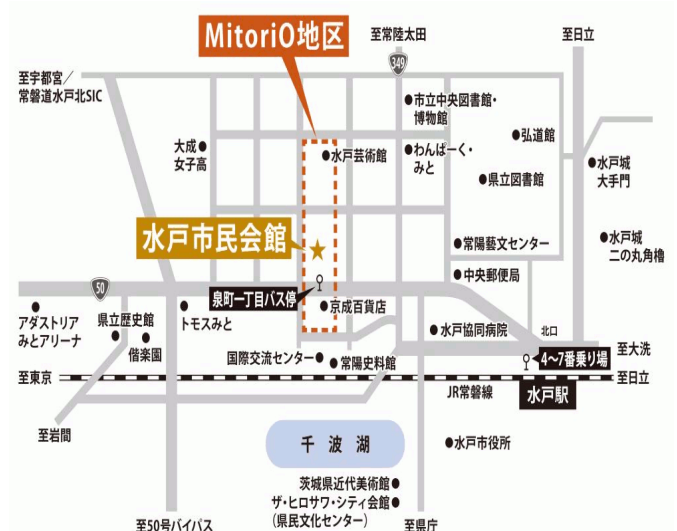 MitoriO地区
至常陸太田
至日立
349
至宇都宮／
常磐道水戸北SIC
市立中央図書館・
博物館
弘道館
大成
女子高
水戸芸術館
わんぱーく・
みと
県立図書館
水戸城
大手門
水戸市民会館
常陽藝文センター
水戸城
二の丸角櫓
中央郵便局
50
泉町一丁目バス停
アダストリア
みとアリーナ
県立歴史館
偕楽園
トモスみと
京成百貨店
水戸協同病院
北口
国際交流センター
常陽史料館
4〜7番乗り場
至大洗
至東京
JR常磐線
水戸駅
至日立
至岩間
千波湖
水戸市役所
茨城県近代美術館
ザ・ヒロサワ・シティ会館
（県民文化センター）
至50号バイパス
至県庁